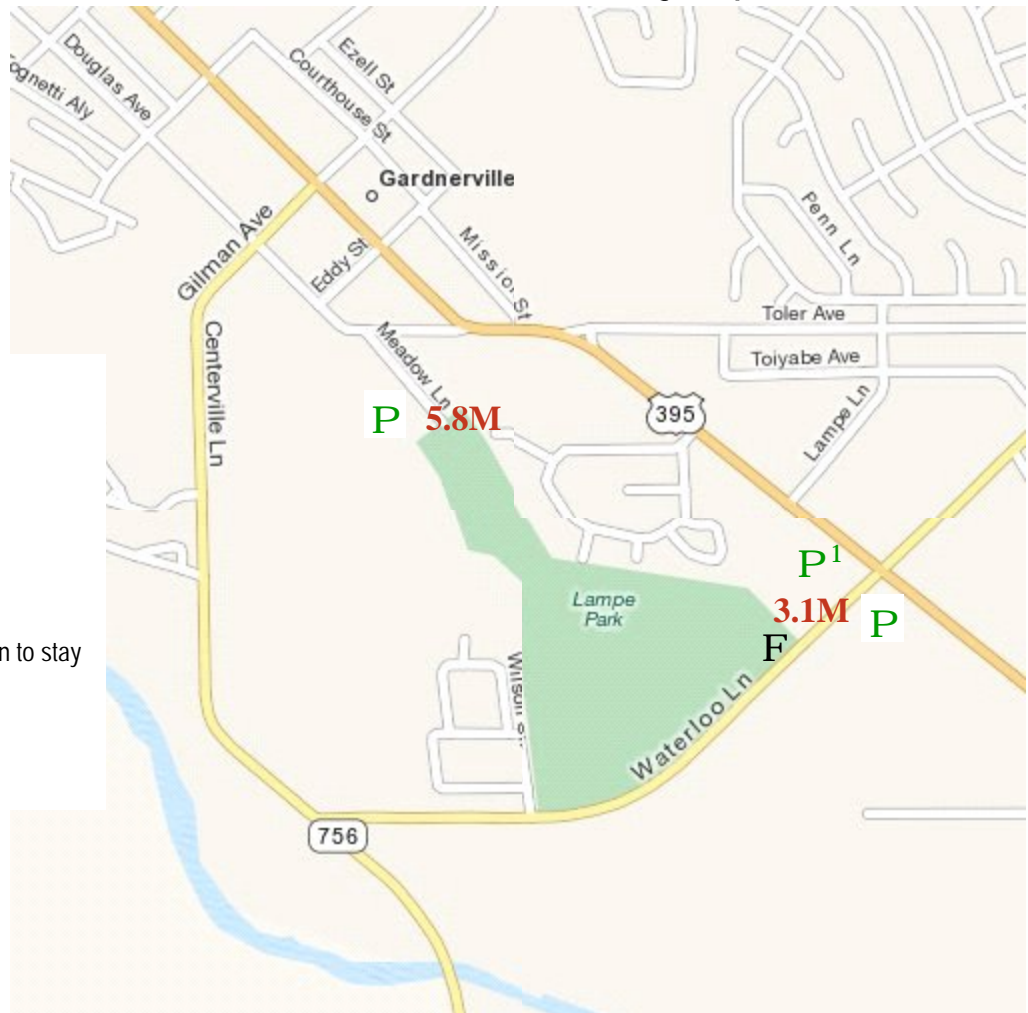 Ezell St
Douglas Ave
Courthouse St
ognetti Aly
Gardnerville
Penn Ln
Gilman Ave
Eddy St
Mission St
Toler Ave
Centerville Ln
Meadow Ln
Toiyabe Ave
395
Lampe Ln
P 5.8M
P1
Lampe
Park
3.1M
P
F
n to stay
Wilson
Waterloo Ln
756